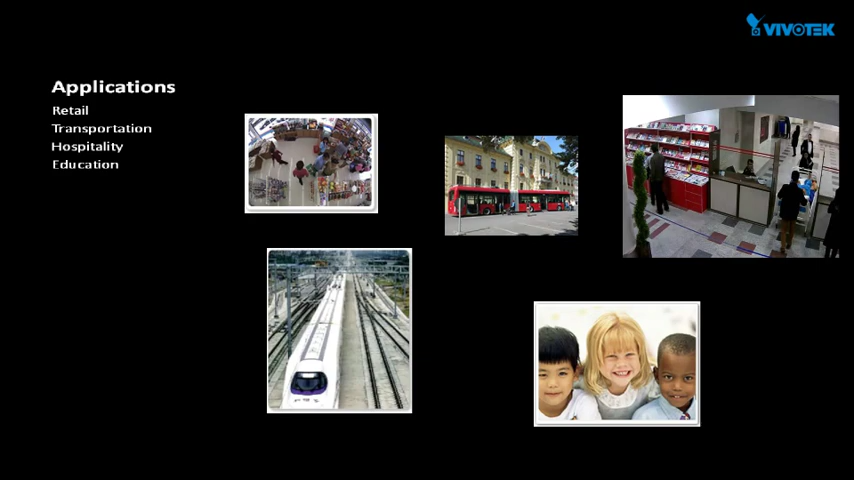 VIVOTEK
Applications
Retail
Transportation
Hospitality
Education